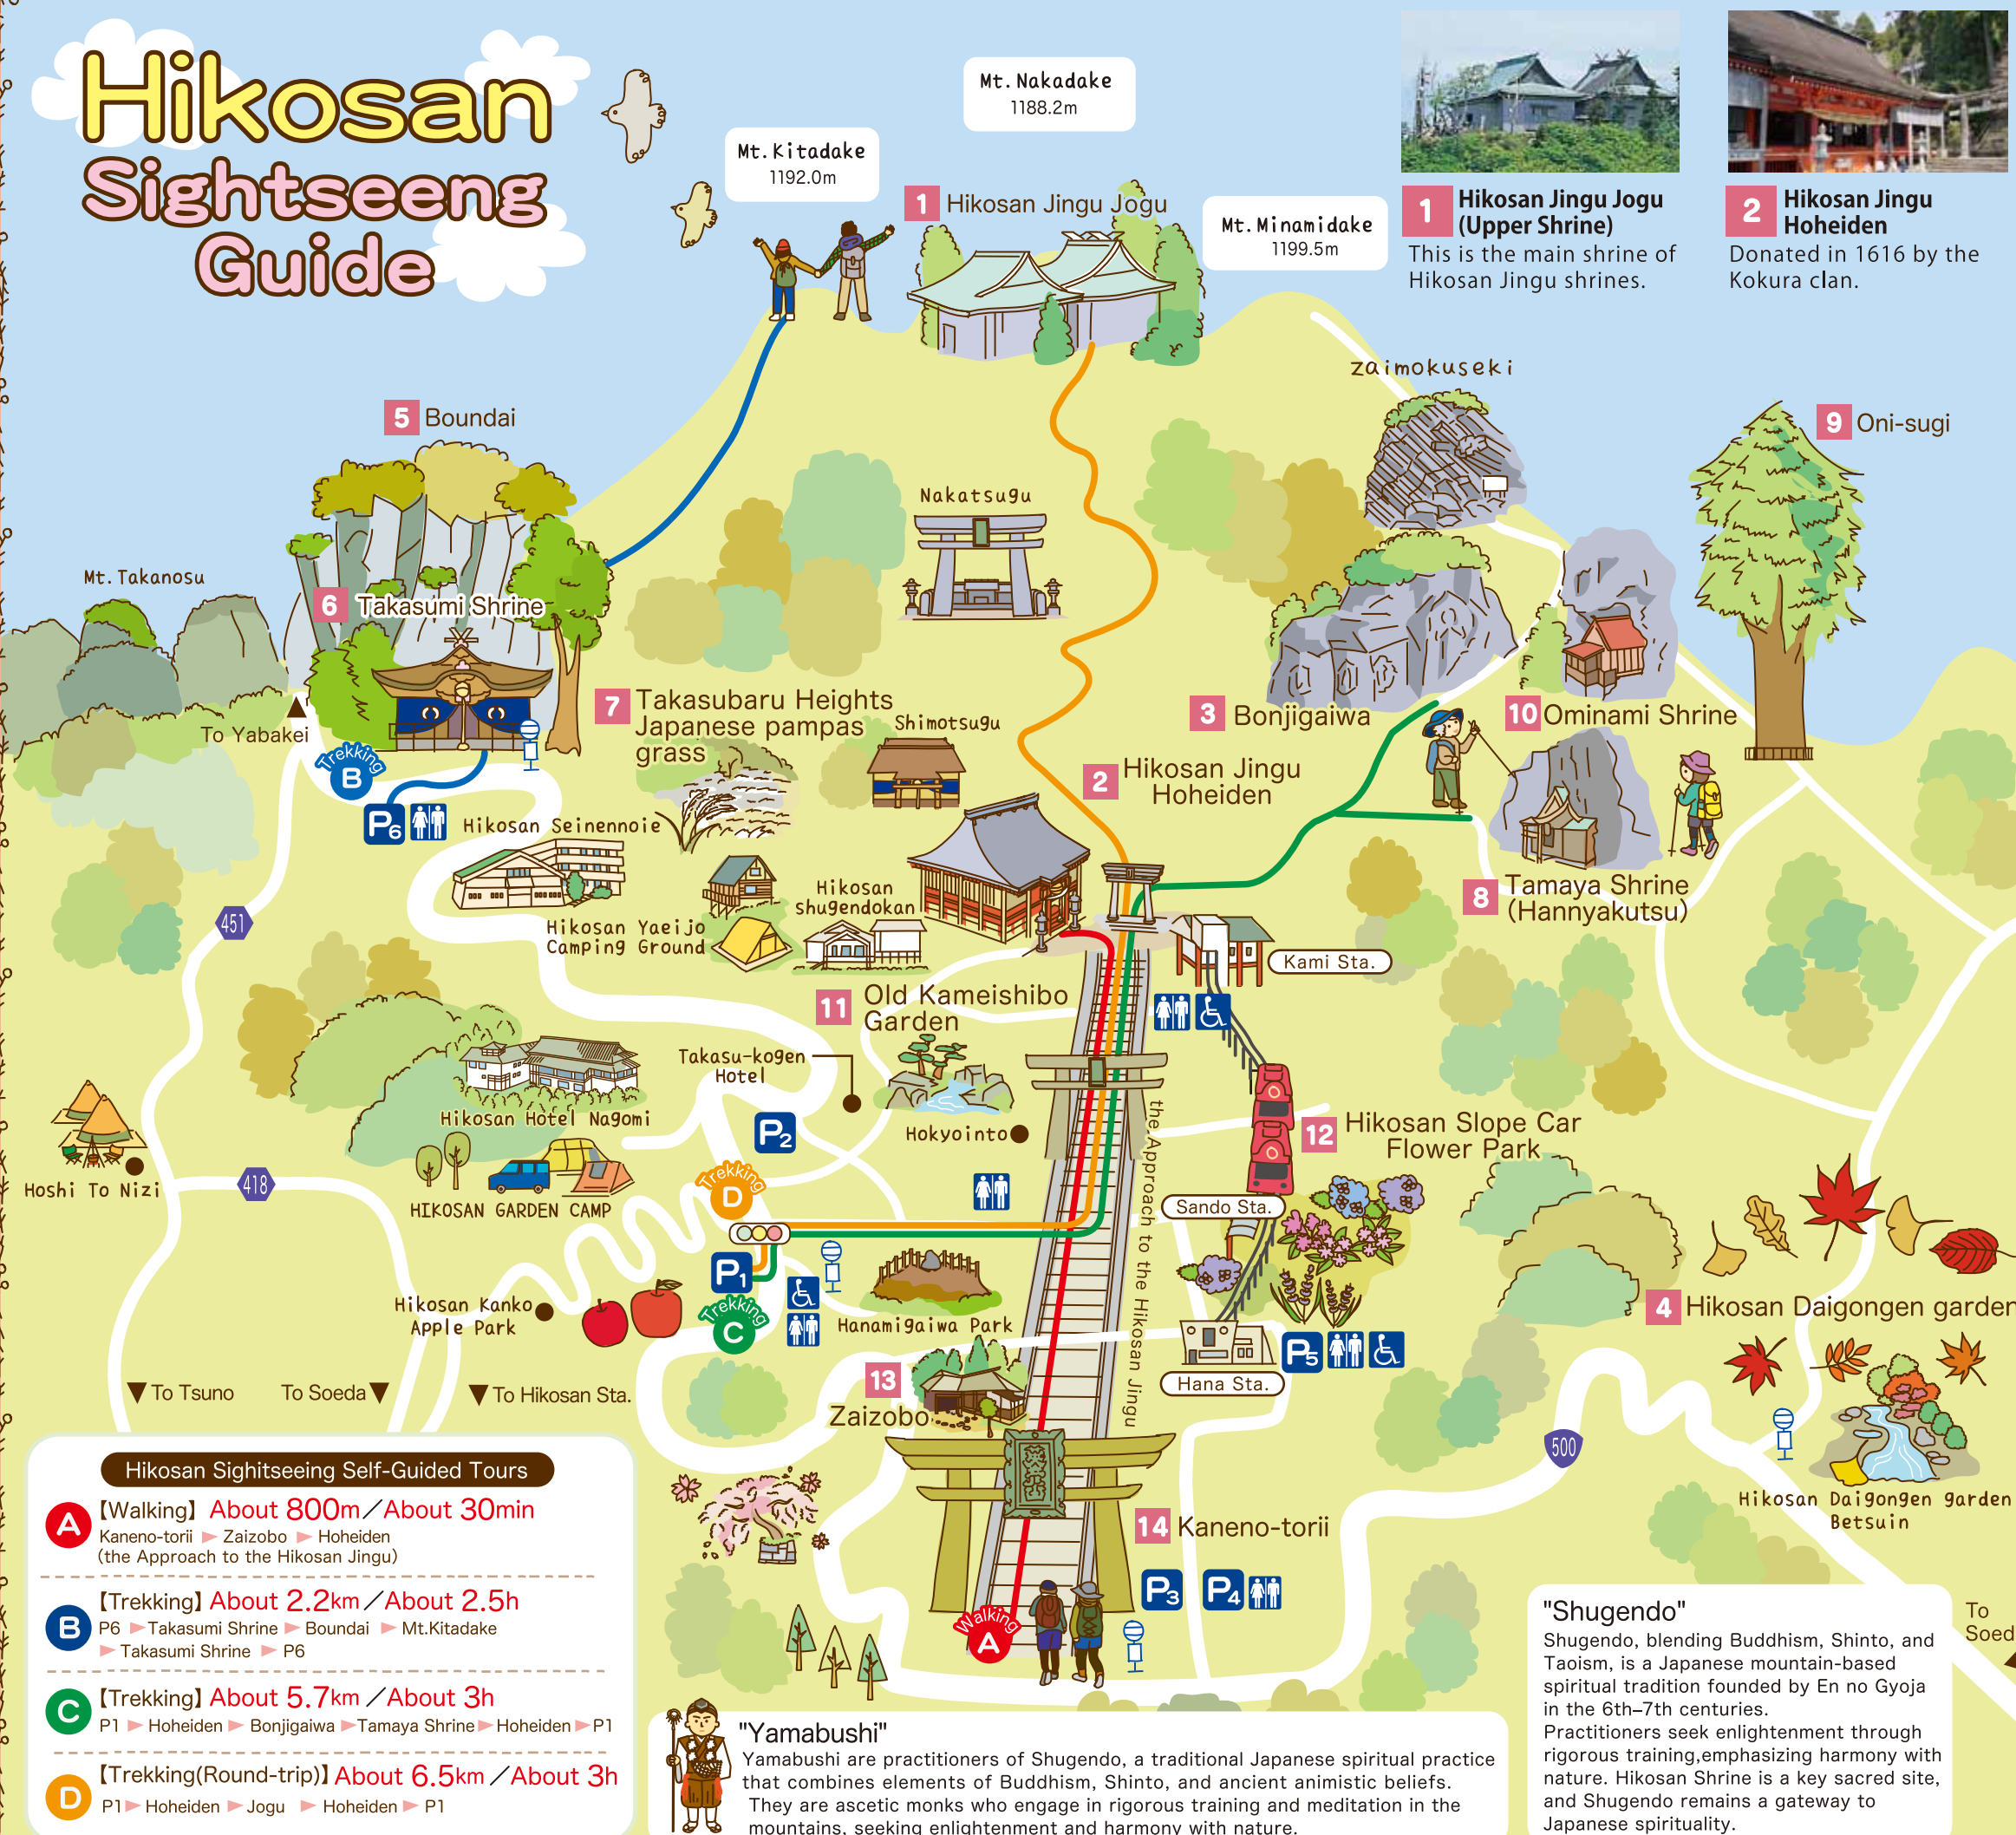 Hikosan
Sightseeng
Guide
Mt. Nakadake
1188.2m
Mt. Kitadake
1192.0m
Mt. Minamidake
1199.5m
1 Hikosan Jingu Jogu
1 Hikosan Jingu Jogu
(Upper Shrine)
This is the main shrine of
Hikosan Jingu shrines.
2 Hikosan Jingu
Hoheiden
Donated in 1616 by the
Kokura clan.
Zaimokuseki
5 Boundai
9 Oni-sugi
Nakatsugu
Mt. Takanosu
6 Takasumi Shrine
To Yabakei
7 Takasubaru Heights
Japanese pampas
grass
Shimotsugu
3 Bonjigaiwa
10 Ominami Shrine
Trekking
B
P6
2 Hikosan Jingu
Hoheiden
Hikosan Seinennoie
8 Tamaya Shrine
(Hannyakutsu)
Hikosan
shugendokan
Hikosan Yaeijo
Camping Ground
451
Kami Sta.
11 Old Kameishibo
Garden
Takasu-kogen
Hotel
Hikosan Hotel Nagomi
P2
Hokyointo
12 Hikosan Slope Car
Flower Park
the Approach to the Hikosan Jingu
Hoshi To Nizi
418
HIKOSAN GARDEN CAMP
Trekking
D
Sando Sta.
P1
Trekking
C
Hikosan Kanko
Apple Park
Hanamigaiwa Park
4 Hikosan Daigongen garden
P5
Hana Sta.
13
Zaizobo
To Tsuno
To Soeda
To Hikosan Sta.
500
Hikosan Daigongen garden
Betsuin
14 Kaneno-torii
P3
P4
Walking
A
To
Soed
Hikosan Sighitseeing Self-Guided Tours
A 【Walking】 About 800m／About 30min
Kaneno-torii Zaizobo Hoheiden
(the Approach to the Hikosan Jingu)
B 【Trekking】 About 2.2km／About 2.5h
P6 Takasumi Shrine Boundai Mt.Kitadake
Takasumi Shrine P6
C 【Trekking】 About 5.7km／About 3h
P1 Hoheiden Bonjigaiwa Tamaya Shrine Hoheiden P1
D 【Trekking(Round-trip)】 About 6.5km／About 3h
P1 Hoheiden Jogu Hoheiden P1
"Yamabushi"
Yamabushi are practitioners of Shugendo, a traditional Japanese spiritual practice
that combines elements of Buddhism, Shinto, and ancient animistic beliefs.
They are ascetic monks who engage in rigorous training and meditation in the
mountains, seeking enlightenment and harmony with nature.
"Shugendo"
Shugendo, blending Buddhism, Shinto, and
Taoism, is a Japanese mountain-based
spiritual tradition founded by En no Gyoja
in the 6th–7th centuries.
Practitioners seek enlightenment through
rigorous training,emphasizing harmony with
nature. Hikosan Shrine is a key sacred site,
and Shugendo remains a gateway to
Japanese spirituality.